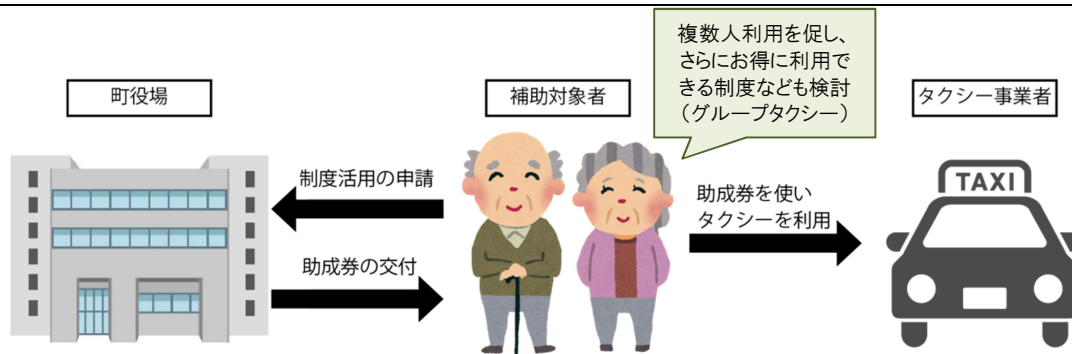 複数人利用を促し、
さらにお得に利用で
きる制度なども検討
（グループタクシー）
町役場
補助対象者
タクシー事業者
制度活用の申請
助成券の交付
助成券を使い
タクシーを利用
TAXI